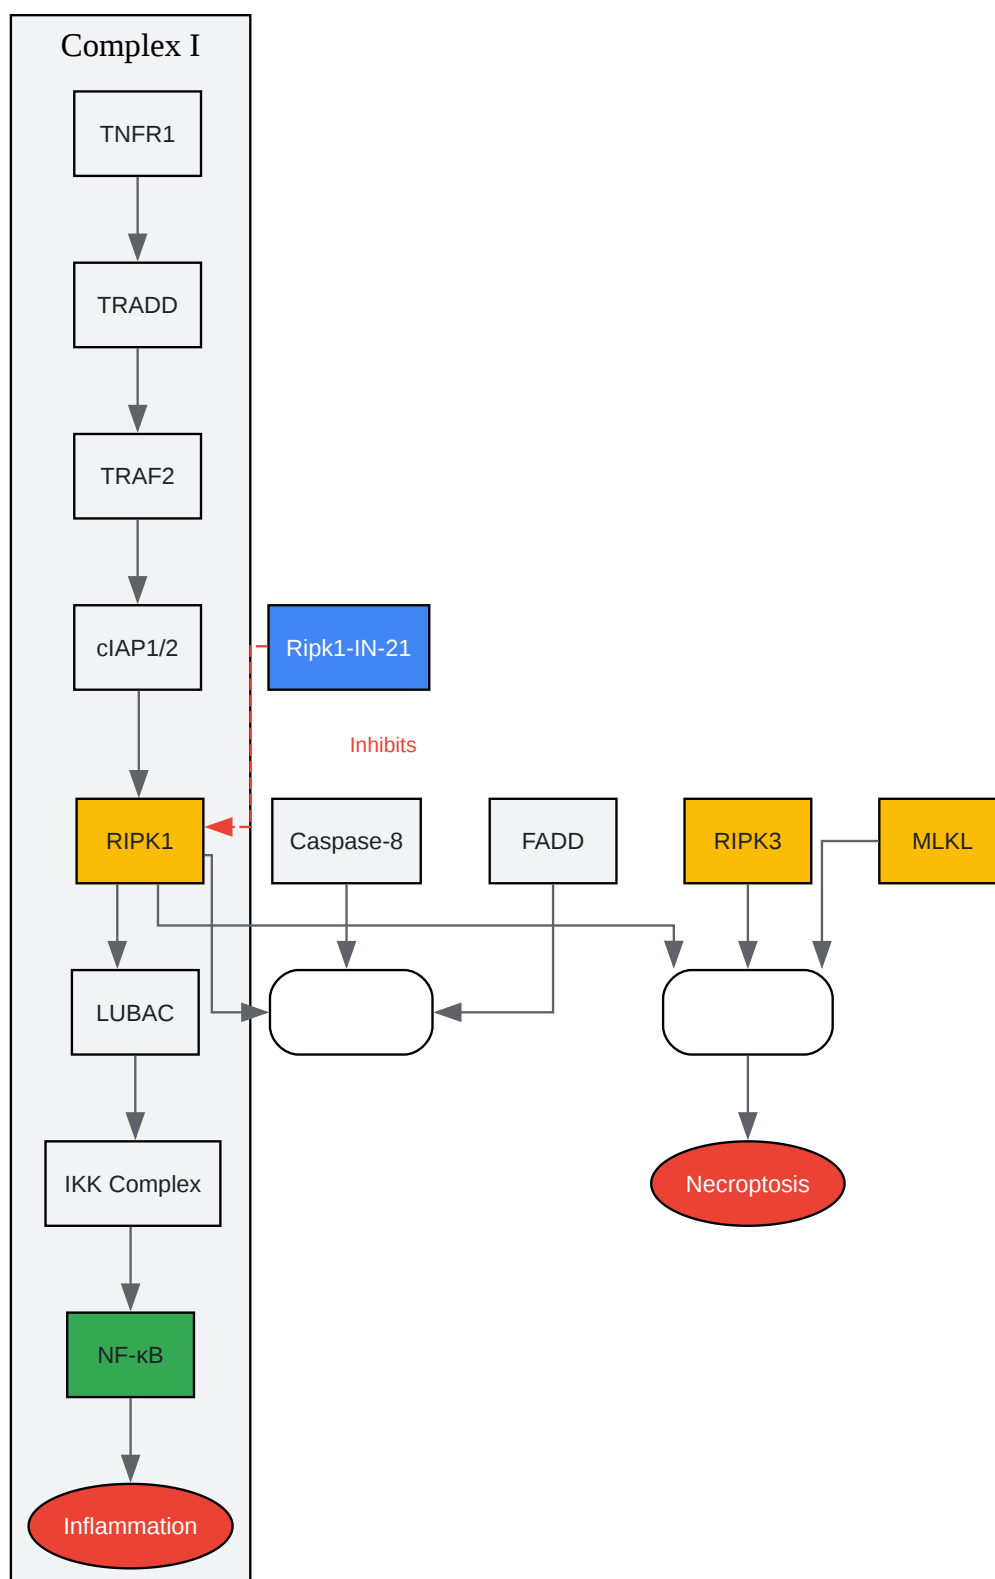 Complex I
TNFR1
TRADD
TRAF2
cIAP1/2
Ripk1-IN-21
Inhibits
RIPK1
Caspase-8
FADD
RIPK3
MLKL
LUBAC
IKK Complex
Necroptosis
NF-κB
Inflammation